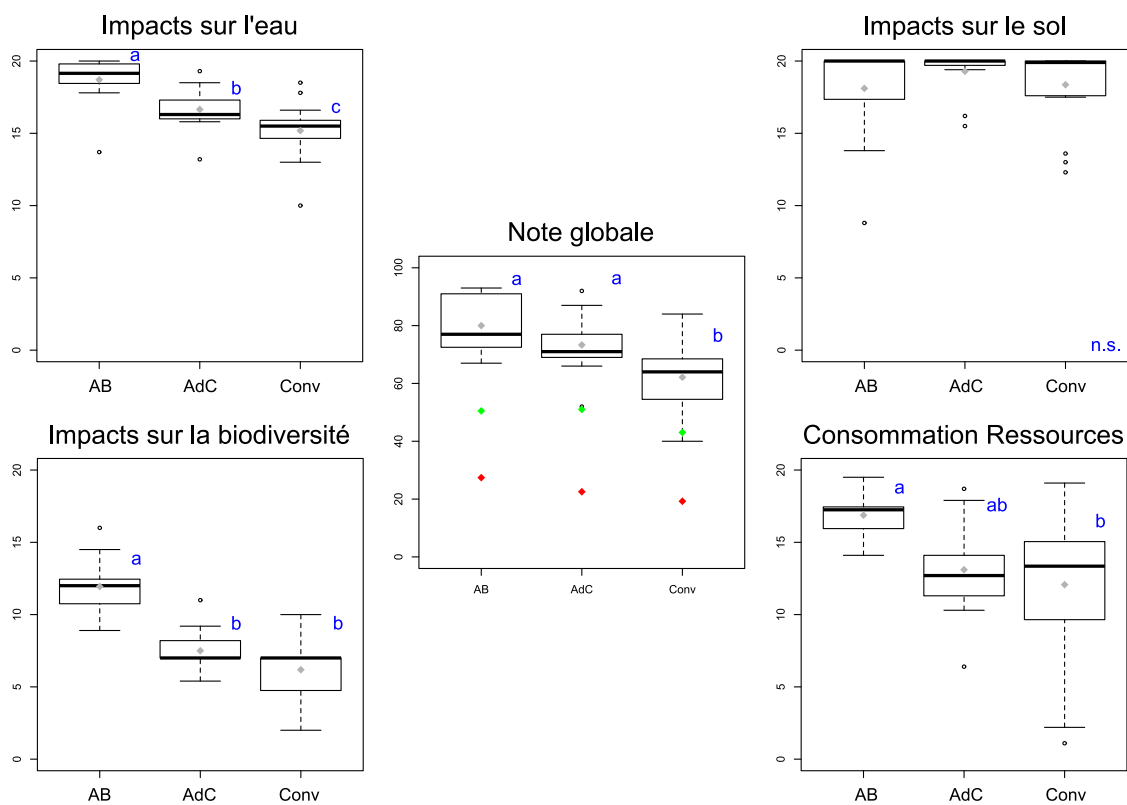 Impacts sur l'eau
20
15
10
5
0
a
b
c
AB
AdC
Conv
Impacts sur le sol
20
15
10
5
0
n.s.
AB
AdC
Conv
Note globale
100
80
60
40
20
0
a
a
b
AB
AdC
Conv
Impacts sur la biodiversité
20
15
10
5
0
a
b
b
AB
AdC
Conv
Consommation Ressources
20
15
10
5
0
a
ab
b
AB
AdC
Conv